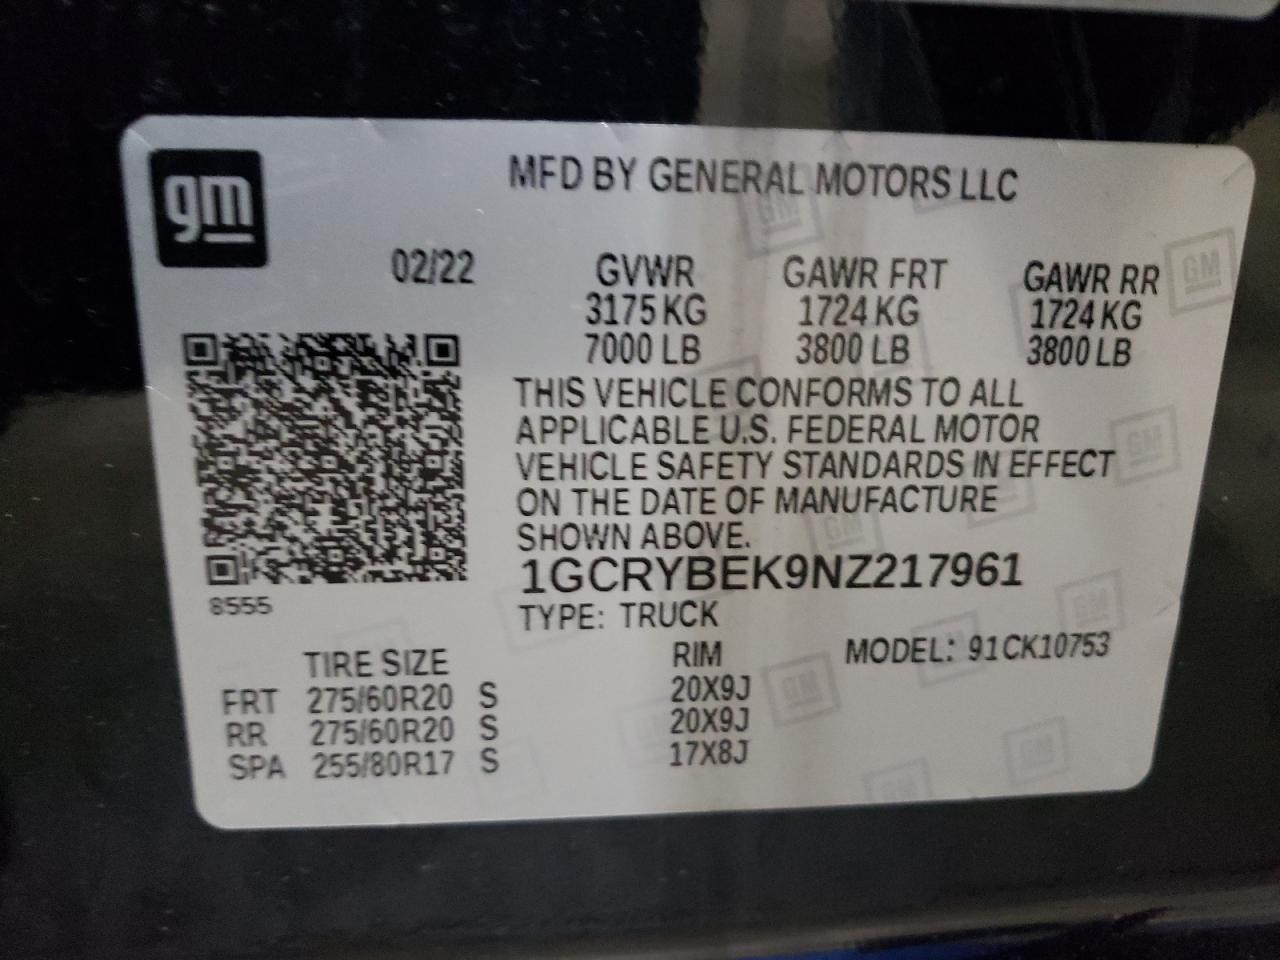 gm
MFD BY GENERAL MOTORS LLC
02/22 GVWR GAWR FRT GAWR RR
3175 KG 1724 KG 1724 KG
7000 LB 3800 LB 3800 LB
THIS VEHICLE CONFORMS TO ALL
APPLICABLE U.S. FEDERAL MOTOR
VEHICLE SAFETY STANDARDS IN EFFECT
ON THE DATE OF MANUFACTURE
SHOWN ABOVE.
1GCRYBEK9NZ217961
8555
TYPE: TRUCK
TIRE SIZE RIM MODEL: 91CK10753
FRT 275/60R20 S 20X9J
RR 275/60R20 S 20X9J
SPA 255/80R17 S 17X8J